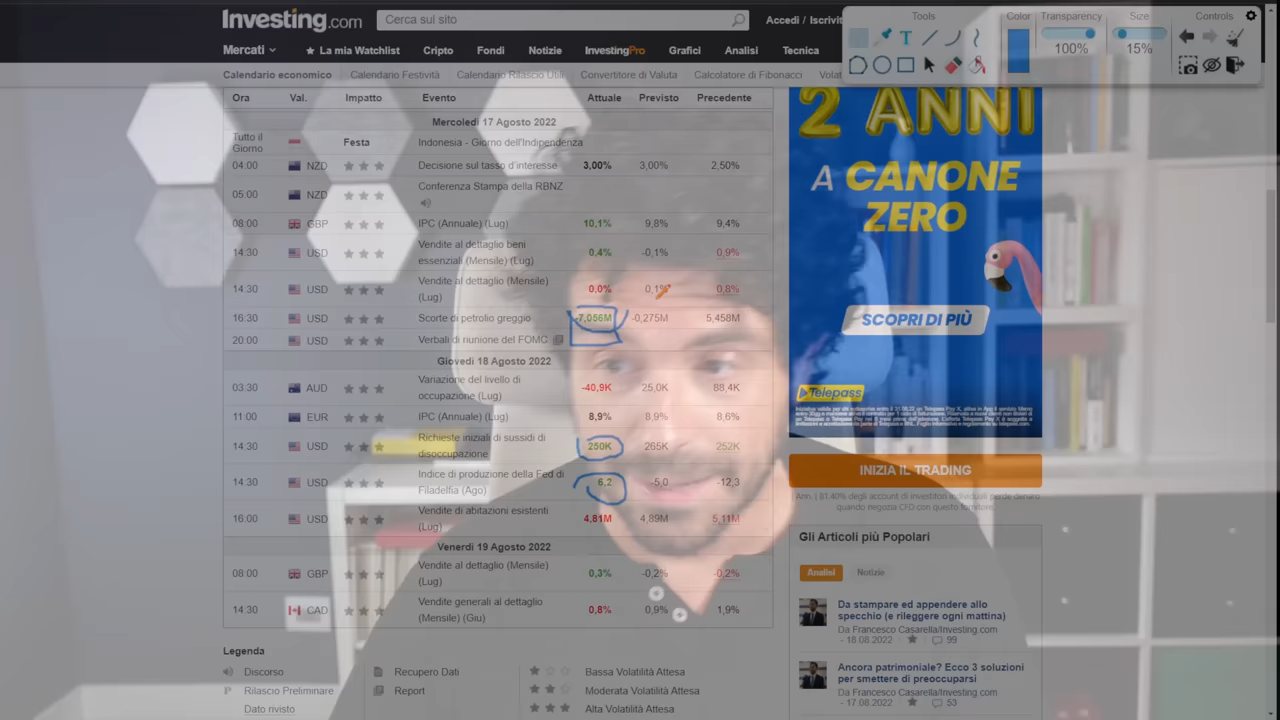 Investing.com
Cerca sul sito
Accedi / Iscriviti
Mercati
La mia Watchlist
Cripto
Fondi
Notizie
InvestingPro
Grafici
Analisi
Tecnica
Calendario economico
Calendario Festività
Calendario Rilascio Utili
Convertitore di Valuta
Calcolatore di Fibonacci
Tools
Color
Transparency
Size
Controls
100%
15%
Ora Val. Impatto Evento Attuale Previsto Precedente
Mercoledì 17 Agosto 2022
Tutto il
Giorno
Festa Indonesia - Giorno dell'Indipendenza
04:00 NZD Decisione sul tasso d'interesse 3,00% 3,00% 2,50%
05:00 NZD Conferenza Stampa della RBNZ
08:00 GBP IPC (Annuale) (Lug) 10,1% 9,8% 9,4%
14:30 USD Vendite al dettaglio beni
essenziali (Mensile) (Lug) 0,4% -0,1% 0,9%
14:30 USD Vendite al dettaglio (Mensile)
(Lug) 0,0% 0,1% 0,8%
16:30 USD Scorte di petrolio greggio -7,056M -0,275M 5,458M
20:00 USD Verbali di riunione del FOMC
Giovedì 18 Agosto 2022
03:30 AUD Variazione del livello di
occupazione (Lug) -40,9K 25,0K 88,4K
11:00 EUR IPC (Annuale) (Lug) 8,9% 8,9% 8,6%
14:30 USD Richieste iniziali di sussidi di
disoccupazione 250K 265K 252K
14:30 USD Indice di produzione della Fed di
Filadelfia (Ago) 6,2 -5,0 -12,3
16:00 USD Vendite di abitazioni esistenti
(Lug) 4,81M 4,89M 5,11M
Venerdì 19 Agosto 2022
08:00 GBP Vendite al dettaglio (Mensile)
(Lug) 0,3% -0,2% -0,2%
14:30 CAD Vendite generali al dettaglio
(Mensile) (Giu) 0,8% 0,9% 1,9%
Legenda
Discorso
P Rilascio Preliminare
Dato rivisto
Recupero Dati
Report
Bassa Volatilità Attesa
Moderata Volatilità Attesa
Alta Volatilità Attesa
2 ANNI
A CANONE
ZERO
SCOPRI DI PIÙ
Telepass
INIZIA IL TRADING
| Ann. | 81.40% degli account di investitori individuali perde denaro
quando negozia CFD con questo fornitore.
Gli Articoli più Popolari
Analisi
Notizie
Da stampare ed appendere allo
specchio (e rileggere ogni mattina)
Da Francesco Casarella/Investing.com
- 18.08.2022 99
Ancora patrimoniale? Ecco 3 soluzioni
per smettere di preoccuparsi
Da Francesco Casarella/Investing.com
- 17.08.2022 53